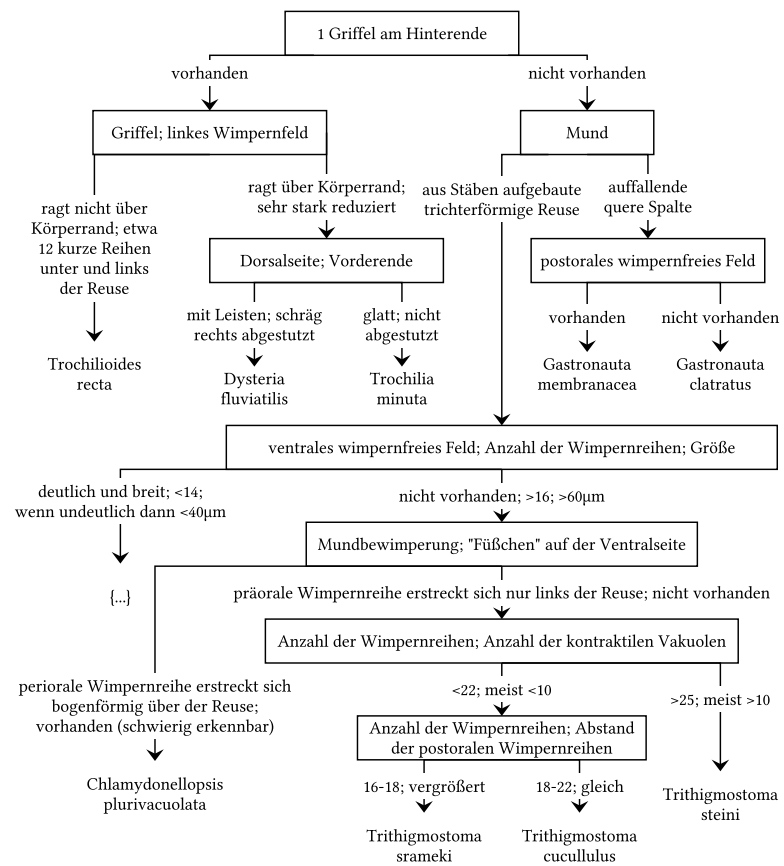 1 Griffel am Hinterende
vorhanden
nicht vorhanden
Griffel; linkes Wimpernfeld
Mund
ragt nicht über
Körperrand; etwa
12 kurze Reihen
unter und links
der Reuse
ragt über Körperrand;
sehr stark reduziert
aus Stäben aufgebaute
trichterförmige Reuse
auffallende
quere Spalte
Dorsalseite; Vorderende
postorales wimpernfreies Feld
mit Leisten; schräg
rechts abgestutzt
glatt; nicht
abgestutzt
vorhanden
nicht vorhanden
Trochilioides
recta
Dysteria
fluviatilis
Trochilia
minuta
Gastronauta
membranacea
Gastronauta
clatratus
ventrales wimpernfreies Feld; Anzahl der Wimpernreihen; Größe
deutlich und breit; <14;
wenn undeutlich dann <40µm
nicht vorhanden; >16; >60µm
Mundbewimperung; "Füßchen" auf der Ventralseite
{...}
präorale Wimpernreihe erstreckt sich nur links der Reuse; nicht vorhanden
Anzahl der Wimpernreihen; Anzahl der kontraktilen Vakuolen
periorale Wimpernreihe erstreckt sich
bogenförmig über der Reuse;
vorhanden (schwierig erkennbar)
<22; meist <10
>25; meist >10
Anzahl der Wimpernreihen; Abstand
der postoralen Wimpernreihen
Chlamydonellopsis
plurivacuolata
16-18; vergrößert
18-22; gleich
Trithigmostoma
steini
Trithigmostoma
srameki
Trithigmostoma
cucullulus